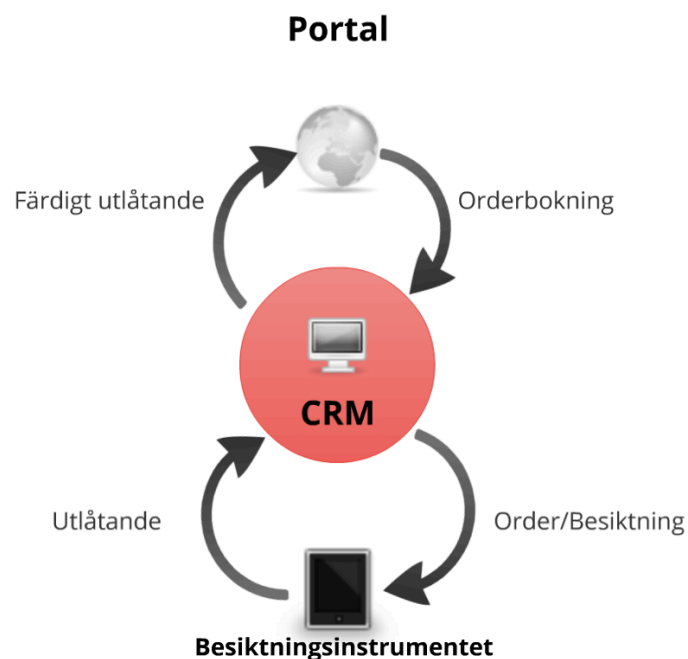 Portal
Färdigt utlåtande
Orderbokning
CRM
Utlåtande
Order/Besiktning
Besiktningsinstrumentet